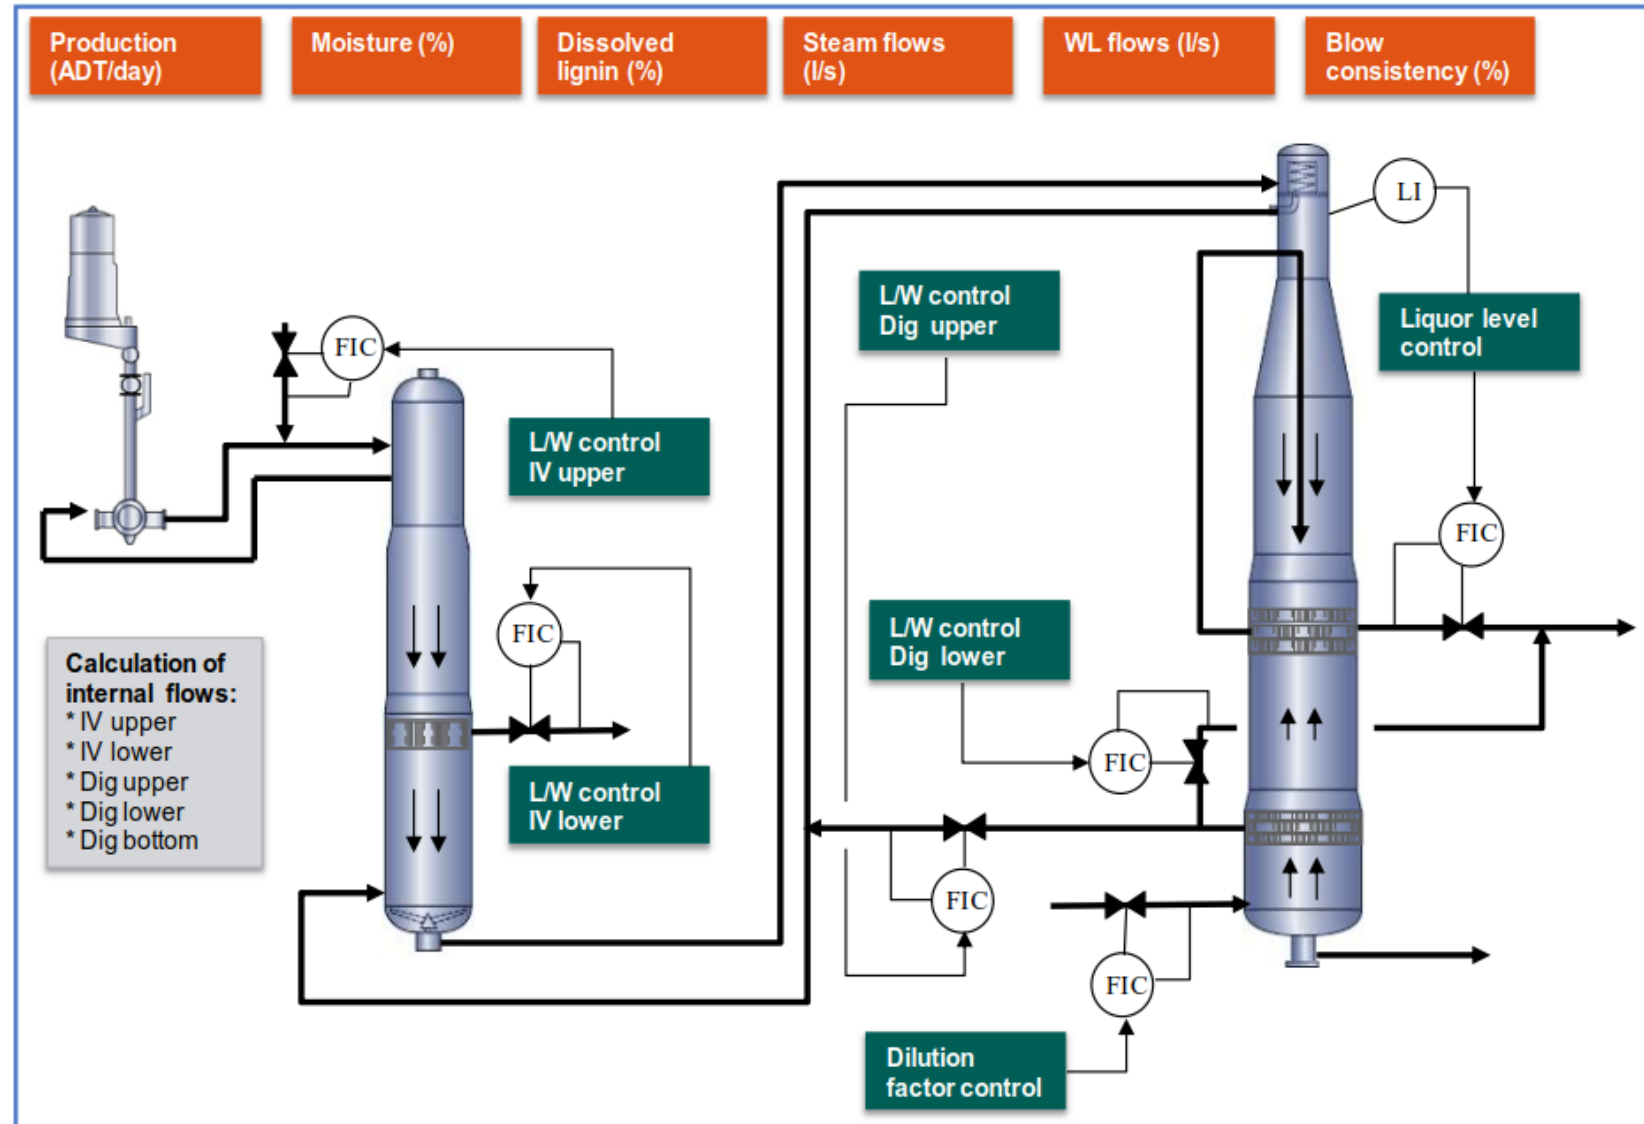 Production
(ADT/day)
Moisture (%)
Dissolved
lignin (%)
Steam flows
(l/s)
WL flows (l/s)
Blow
consistency (%)
LI
L/W control
Dig upper
Liquor level
control
FIC
L/W control
IV upper
FIC
FIC
L/W control
Dig lower
Calculation of
internal flows:
* IV upper
* IV lower
* Dig upper
* Dig lower
* Dig bottom
FIC
L/W control
IV lower
FIC
FIC
Dilution
factor control